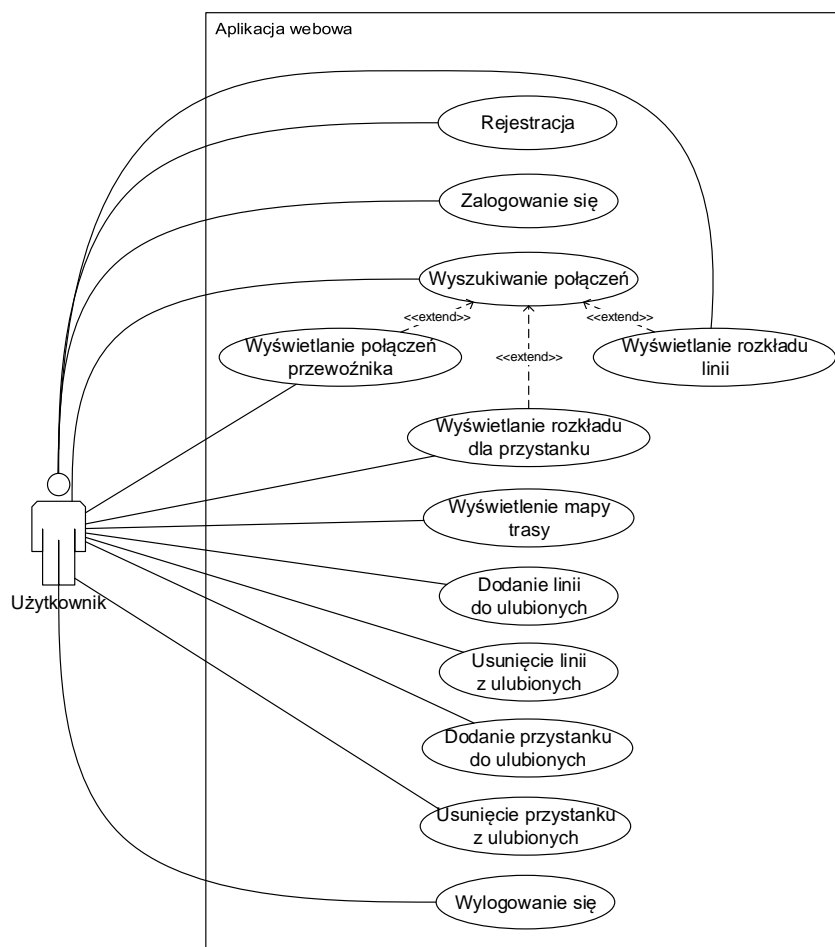 Aplikacja webowa
Rejestracja
Zalogowanie się
Wyszukiwanie połączeń
<<extend>>
<<extend>>
<<extend>>
Wyświetlanie połączeń
przewoźnika
Wyświetlanie rozkładu
linii
Wyświetlanie rozkładu
dla przystanku
Wyświetlenie mapy
trasy
Dodanie linii
do ulubionych
Użytkownik
Usunięcie linii
z ulubionych
Dodanie przystanku
do ulubionych
Usunięcie przystanku
z ulubionych
Wylogowanie się